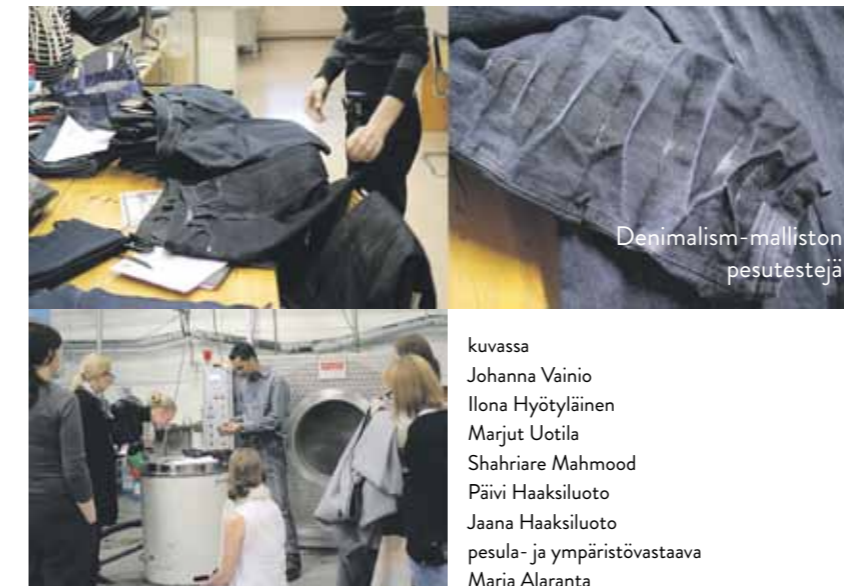 Denimalism-malliston
pesutestejä
kuvassa
Johanna Vainio
Ilona Hyötyläinen
Marjut Uotila
Shahriare Mahmood
Päivi Haaksiluoto
Jaana Haaksiluoto
pesula- ja ympäristövastaava
Marja Alaranta